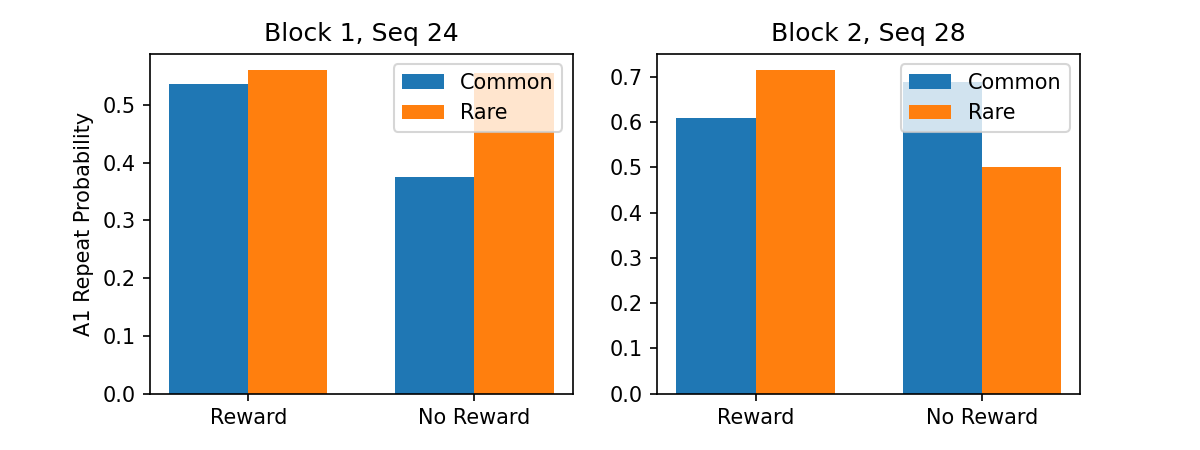 Block 1, Seq 24
A1 Repeat Probability
0.5
0.4
0.3
0.2
0.1
0.0
Common
Rare
Reward
No Reward
Block 2, Seq 28
0.7
0.6
0.5
0.4
0.3
0.2
0.1
0.0
Common
Rare
Reward
No Reward